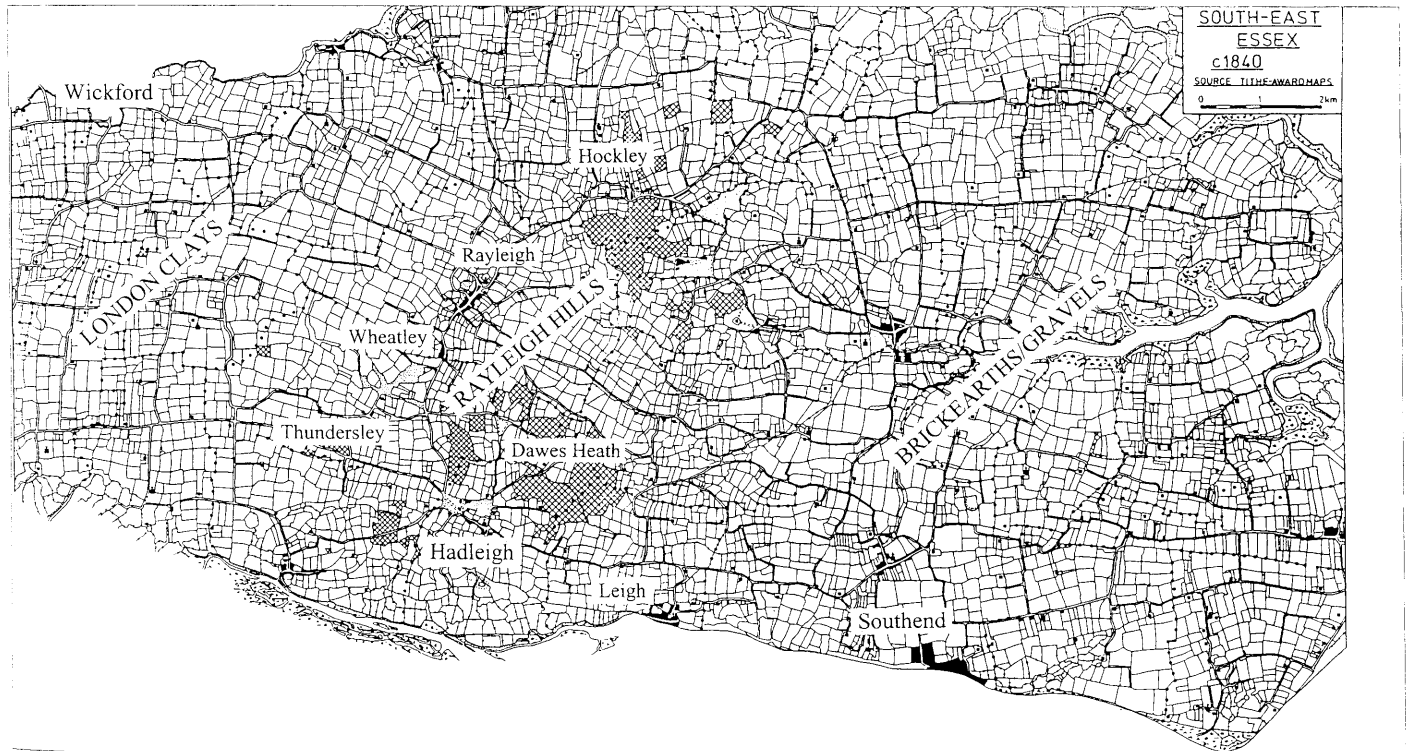 SOUTH-EAST
ESSEX
c1840
SOURCE TITHE-AWARD MAPS
0 1 2km
Wickford
Hockley
LONDON CLAYS
Rayleigh
RAYLEIGH HILLS
Wheatley
BRICKEARTHS/GRAVELS
Thundersley
Dawes Heath
Hadleigh
Leigh
Southend